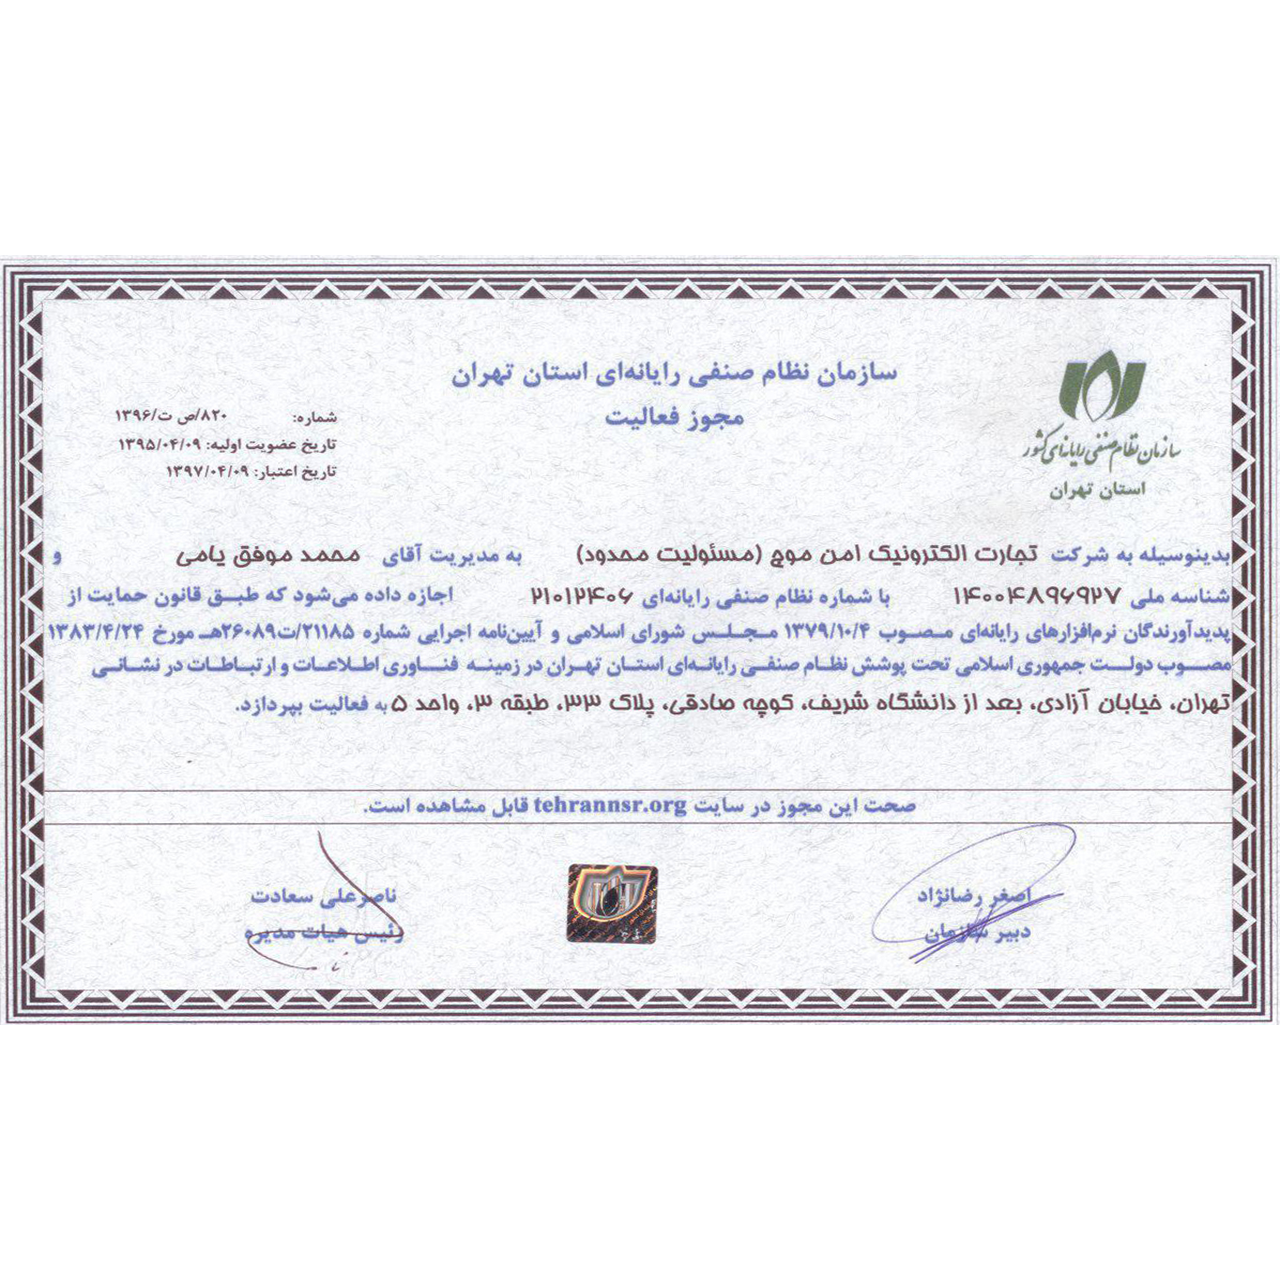 سازمان نظام صنفی رایانه‌ای استان تهران
مجوز فعالیت
سازمان نظام صنفی رایانه‌ای کشور
استان تهران
شماره: ۸۲۰/ص ت/۱۳۹۶
تاریخ عضویت اولیه: ۱۳۹۵/۰۴/۰۹
تاریخ اعتبار: ۱۳۹۷/۰۴/۰۹
بدینوسیله به شرکت تجارت الکترونیک امن موج (مسئولیت محدود) به مدیریت آقای محمد موفق یامی و
شناسه ملی ۱۴۰۰۴۸۹۶۹۲۷ با شماره نظام صنفی رایانه‌ای ۲۱۰۱۲۴۰۶ اجازه داده می‌شود که طبق قانون حمایت از
پدیدآورندگان نرم‌افزارهای رایانه‌ای مصوب ۱۳۷۹/۱۰/۴ مجلس شورای اسلامی و آیین‌نامه اجرایی شماره ۲۱۱۸۵/ت۲۶۰۸۹هـ مورخ ۱۳۸۳/۴/۲۴
مصوب دولت جمهوری اسلامی تحت پوشش نظام صنفی رایانه‌ای استان تهران در زمینه فناوری اطلاعات و ارتباطات در نشانی
تهران، خیابان آزادی، بعد از دانشگاه شریف، کوچه صادقی، پلاک ۳۳، طبقه ۳، واحد ۵ به فعالیت بپردازد.
صحت این مجوز در سایت tehrannsr.org قابل مشاهده است.
اصغر رضانژاد
دبیر سازمان
ناصرعلی سعادت
رئیس هیات مدیره